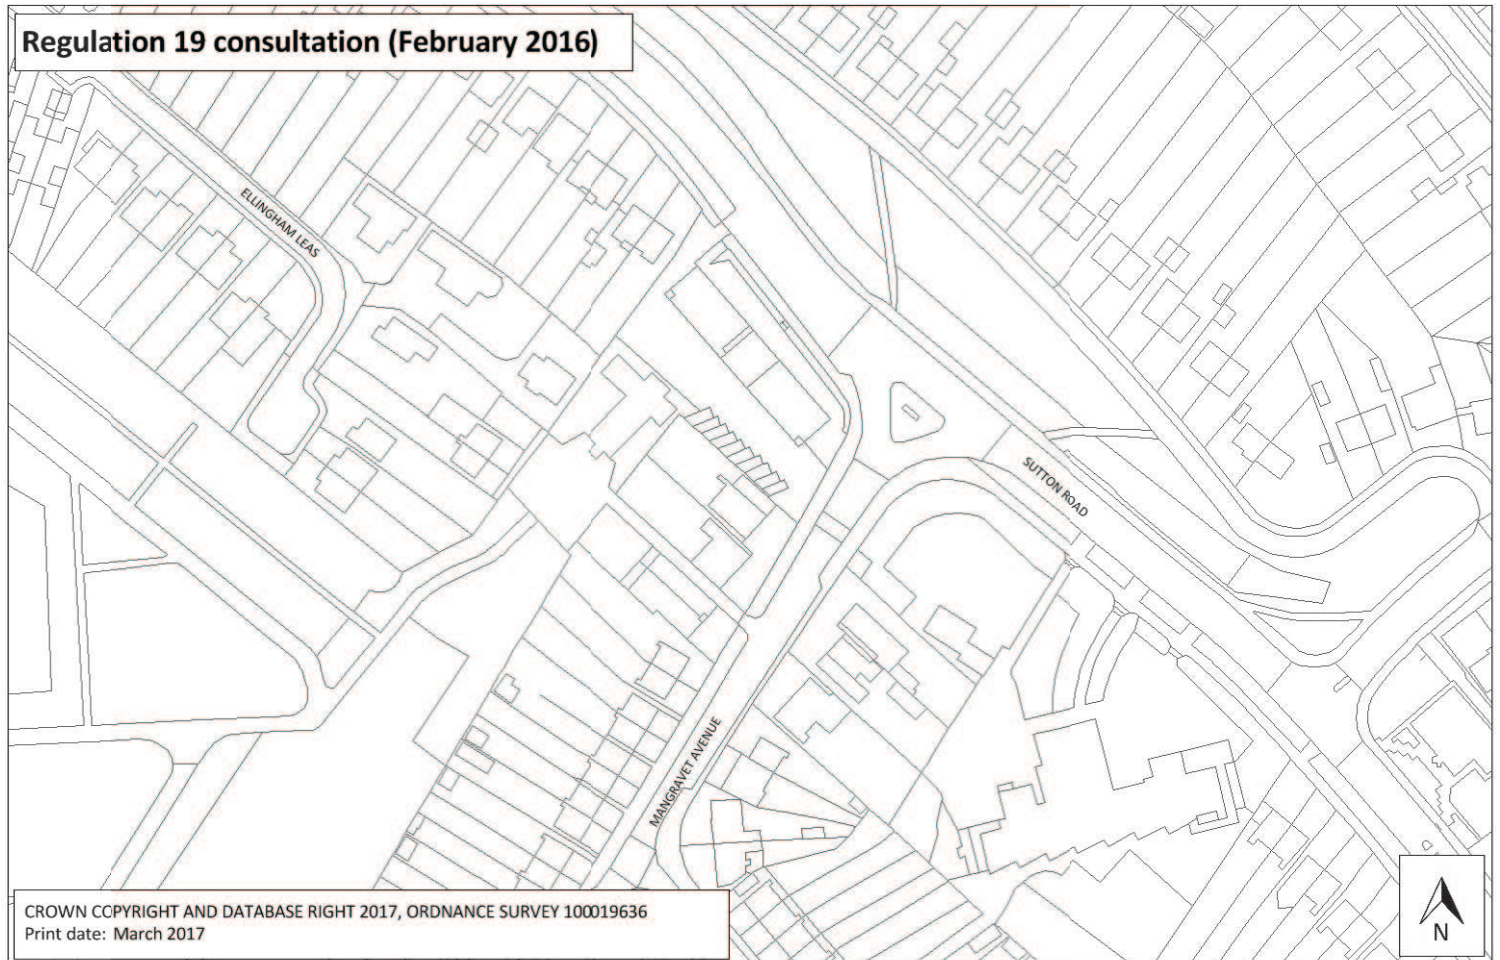 Regulation 19 consultation (February 2016)
ELLINGHAM LEAS
SUTTON ROAD
MANGRAVET AVENUE
CROWN COPYRIGHT AND DATABASE RIGHT 2017, ORDNANCE SURVEY 100019636
Print date: March 2017
N